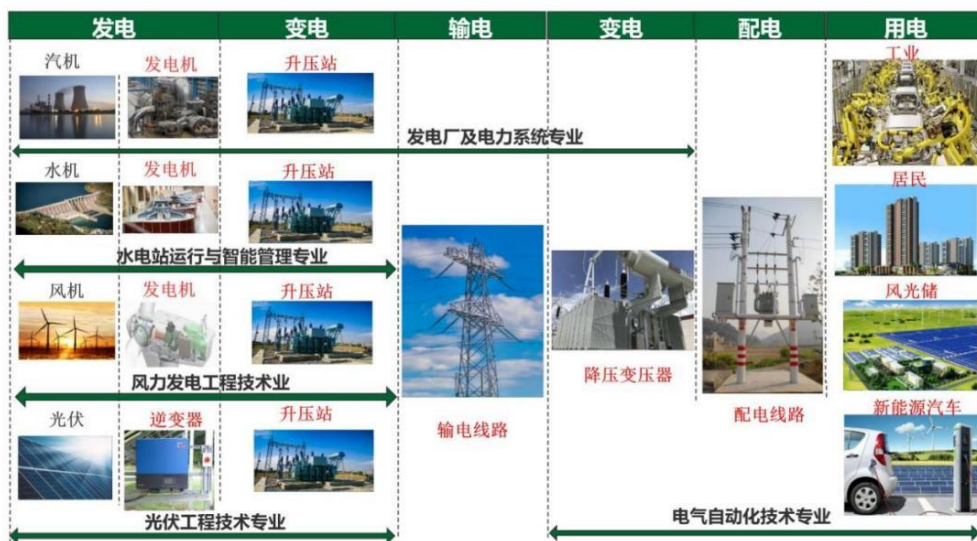 发电 变电 输电 变电 配电 用电
汽机 发电机 升压站 工业
发电厂及电力系统专业
水机 发电机 升压站 居民
水电站运行与智能管理专业
风机 发电机 升压站 风光储
风力发电工程技术业
降压变压器
光伏 逆变器 升压站 输电线路 配电线路 新能源汽车
光伏工程技术专业 电气自动化技术专业